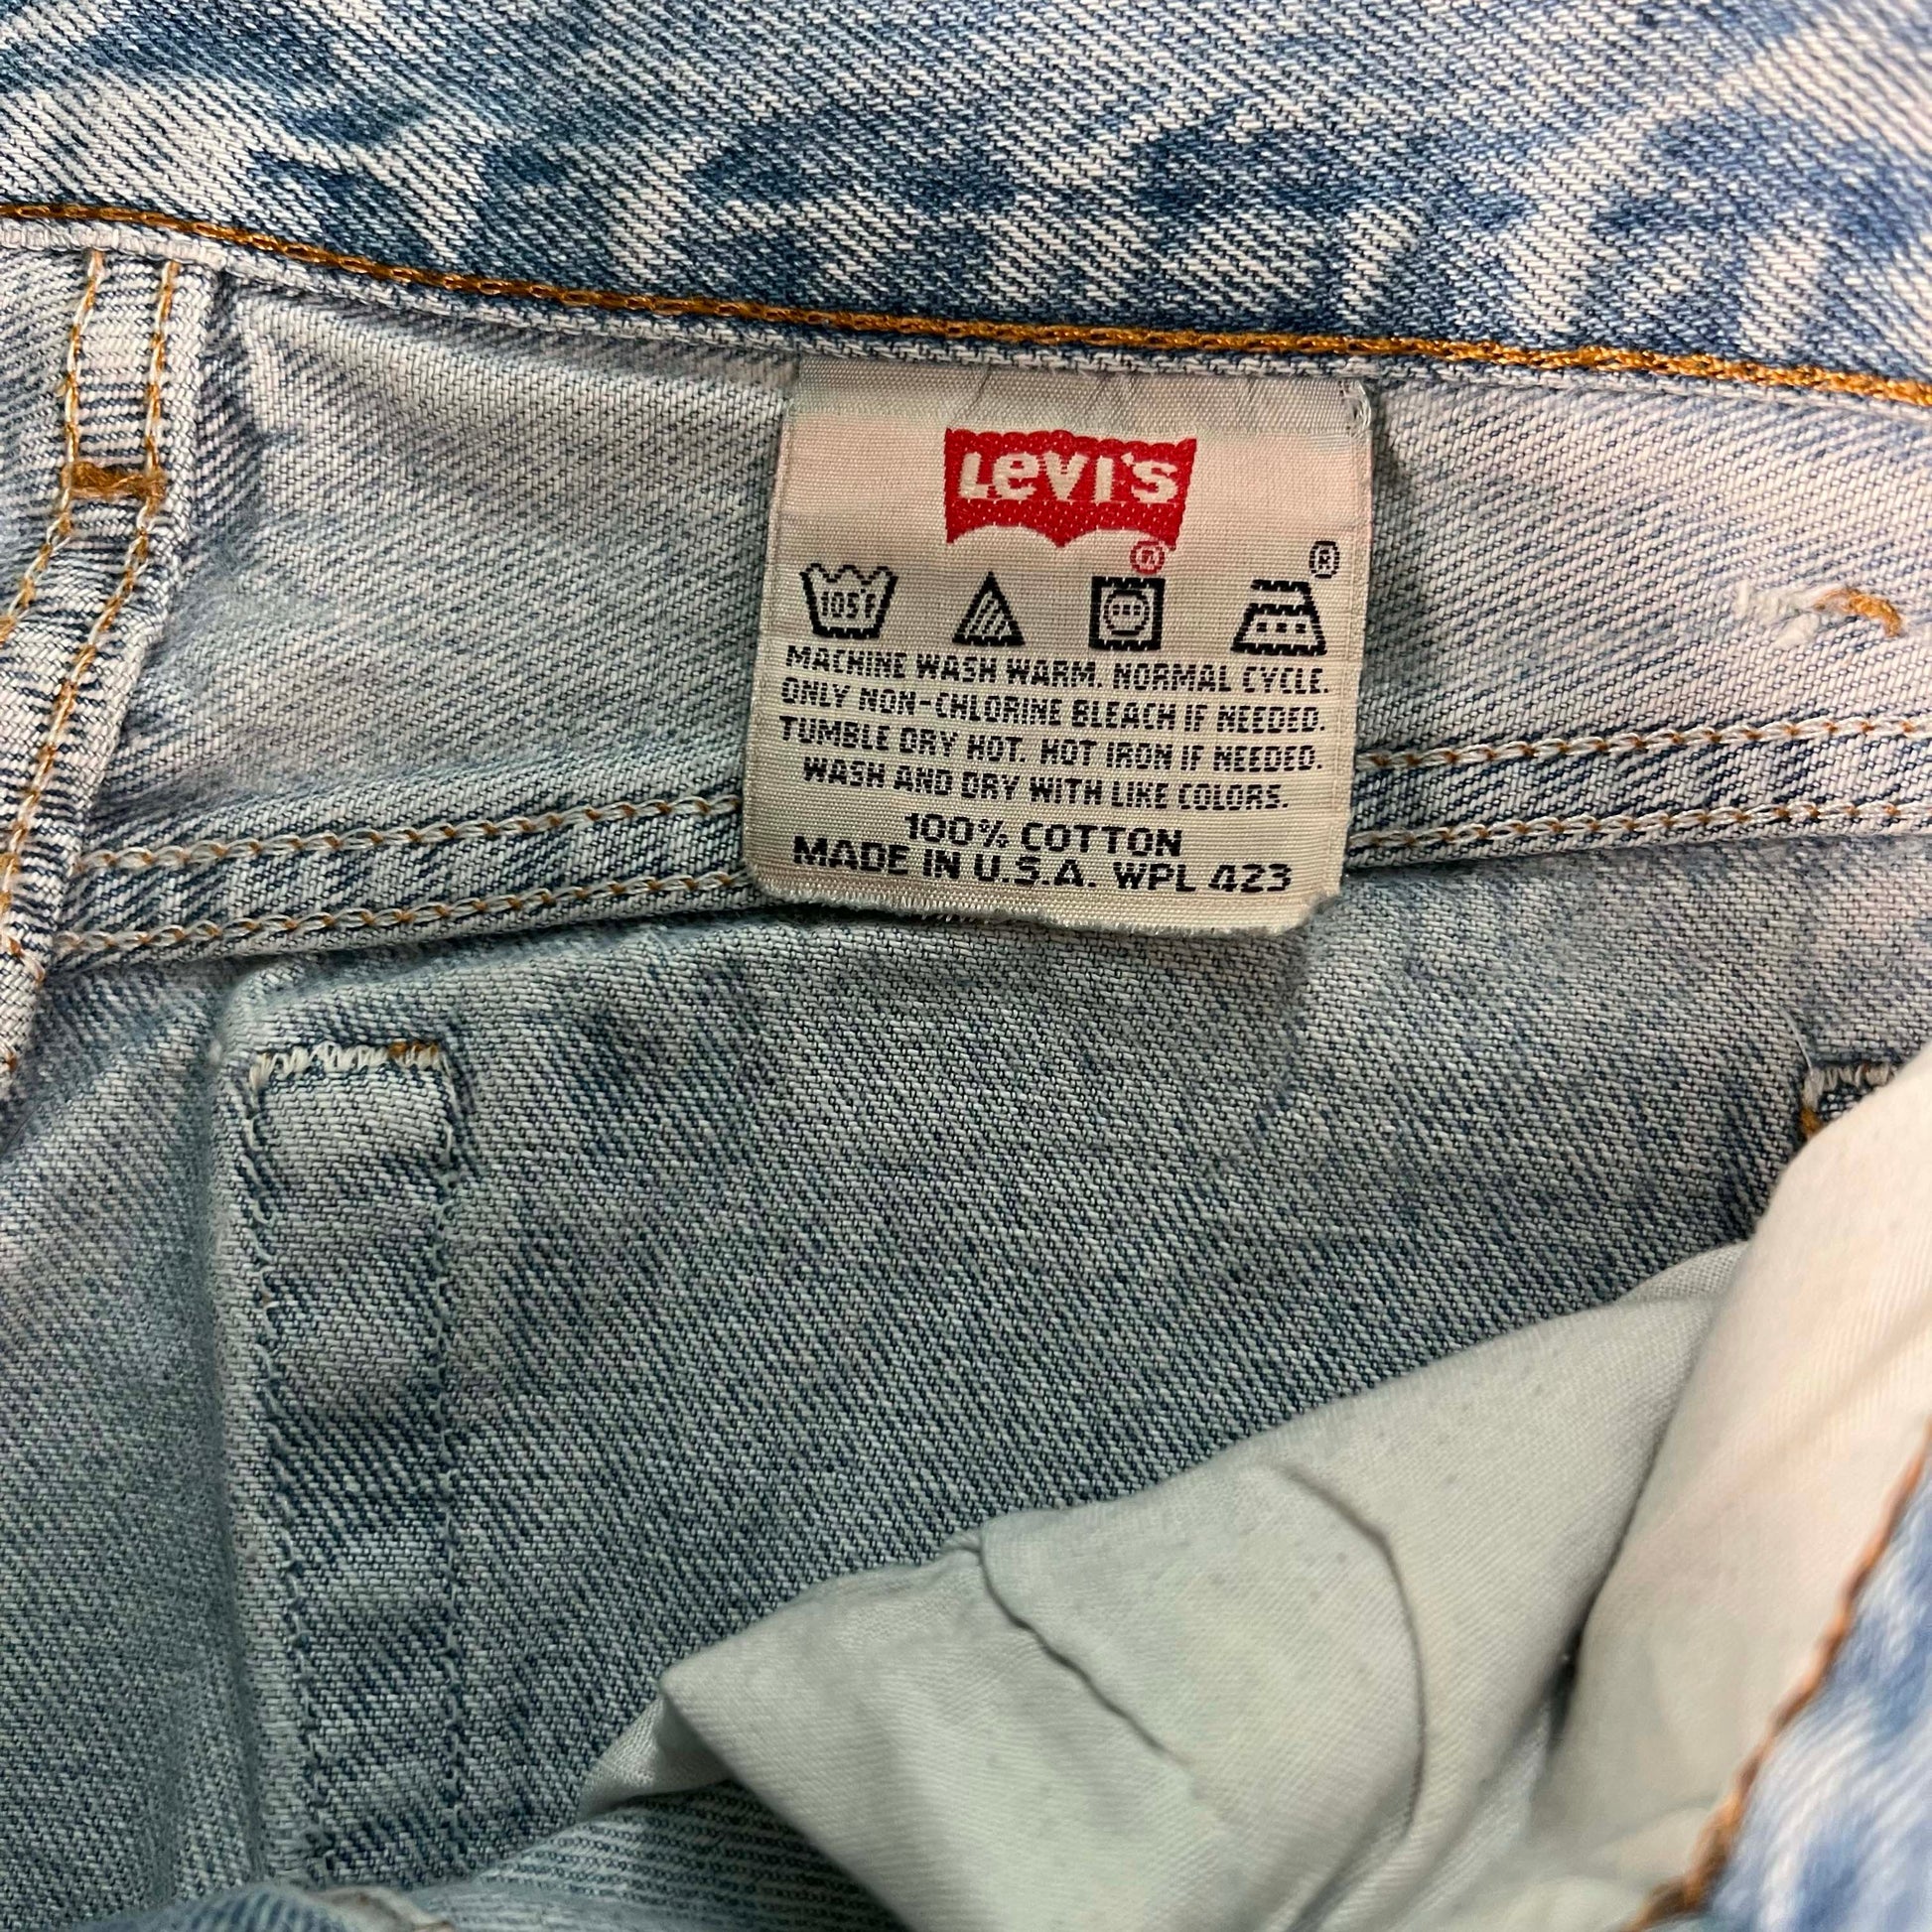 LEVI'S
®
®
105°F
MACHINE WASH WARM. NORMAL CYCLE.
ONLY NON-CHLORINE BLEACH IF NEEDED.
TUMBLE DRY HOT. HOT IRON IF NEEDED.
WASH AND DRY WITH LIKE COLORS.
100% COTTON
MADE IN U.S.A. WPL 423